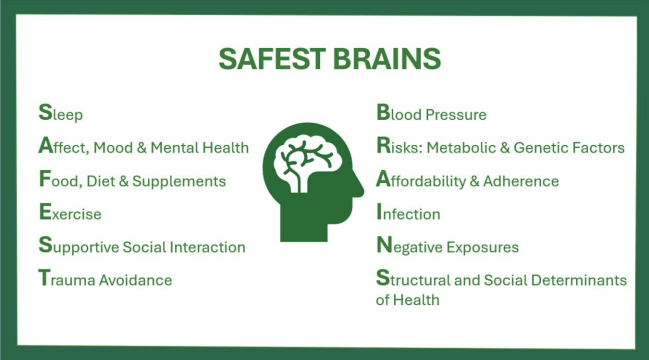 SAFEST BRAINS
Sleep
Affect, Mood & Mental Health
Food, Diet & Supplements
Exercise
Supportive Social Interaction
Trauma Avoidance
Blood Pressure
Risks: Metabolic & Genetic Factors
Affordability & Adherence
Infection
Negative Exposures
Structural and Social Determinants
of Health